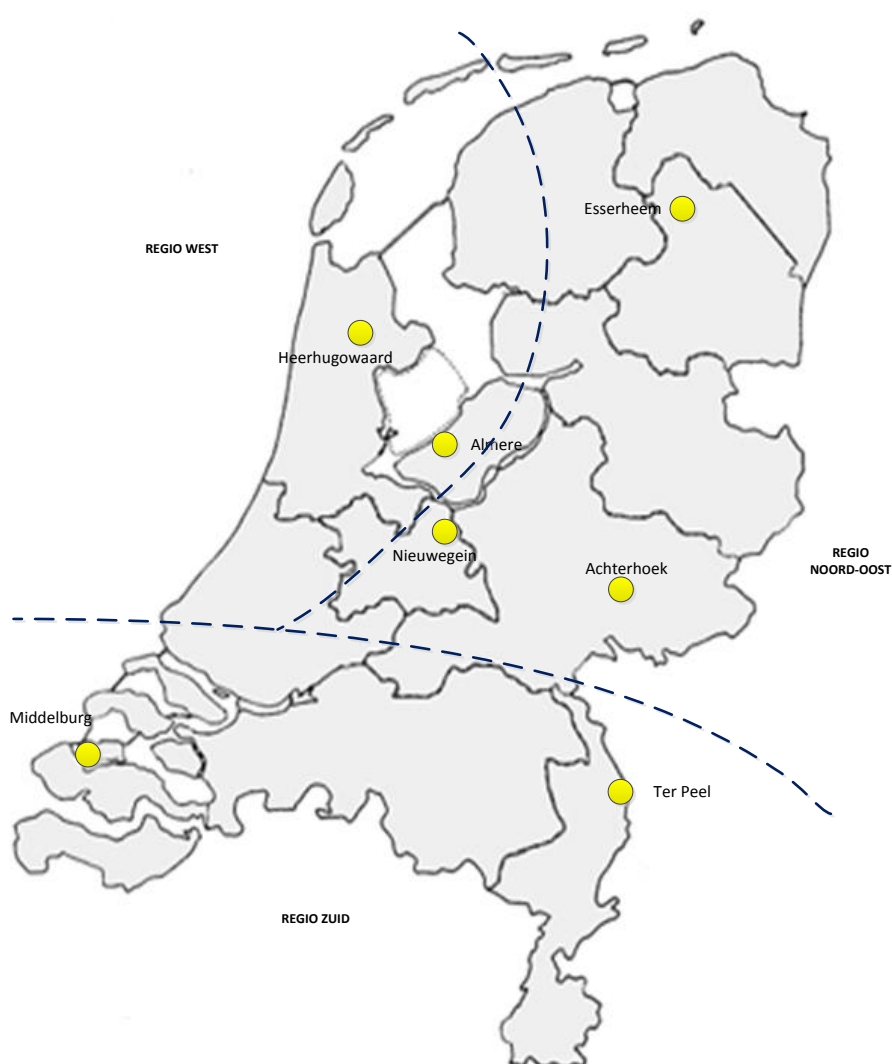 Esserheem
REGIO WEST
Heerhugowaard
Almere
Nieuwegein
REGIO
NOORD-OOST
Achterhoek
Middelburg
Ter Peel
REGIO ZUID